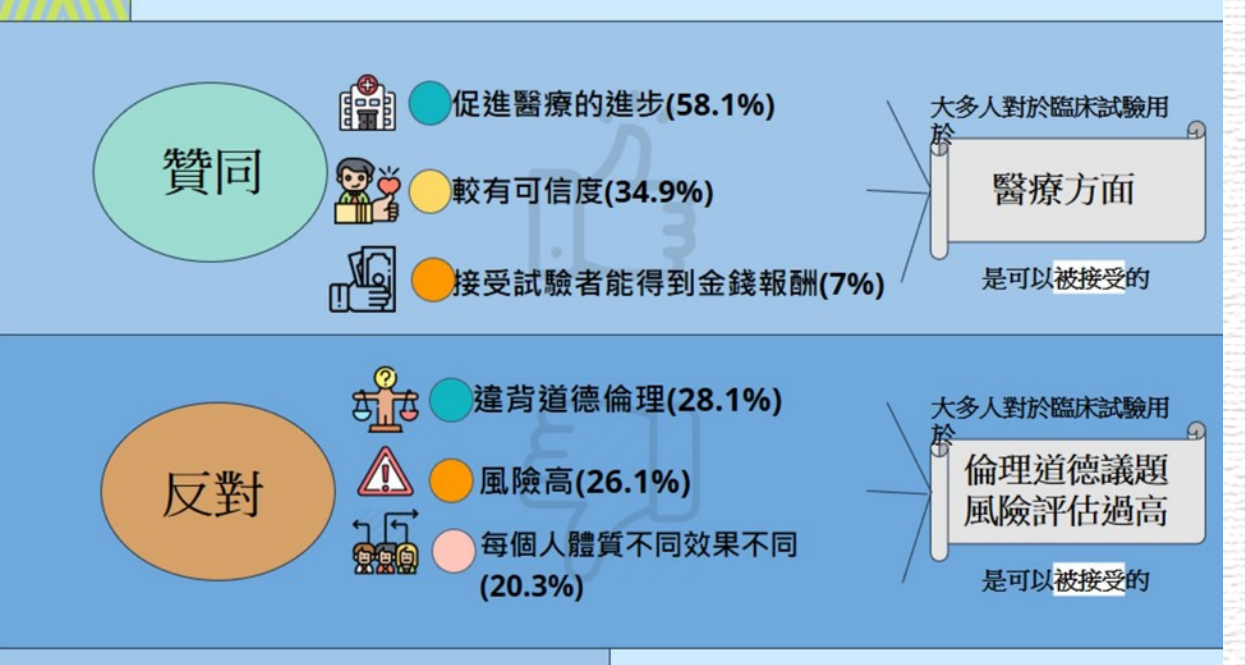 贊同
促進醫療的進步(58.1%)
較有可信度(34.9%)
接受試驗者能得到金錢報酬(7%)
大多人對於臨床試驗用
於
醫療方面
是可以被接受的
反對
違背道德倫理(28.1%)
風險高(26.1%)
每個人體質不同效果不同
(20.3%)
大多人對於臨床試驗用
於
倫理道德議題
風險評估過高
是可以被接受的